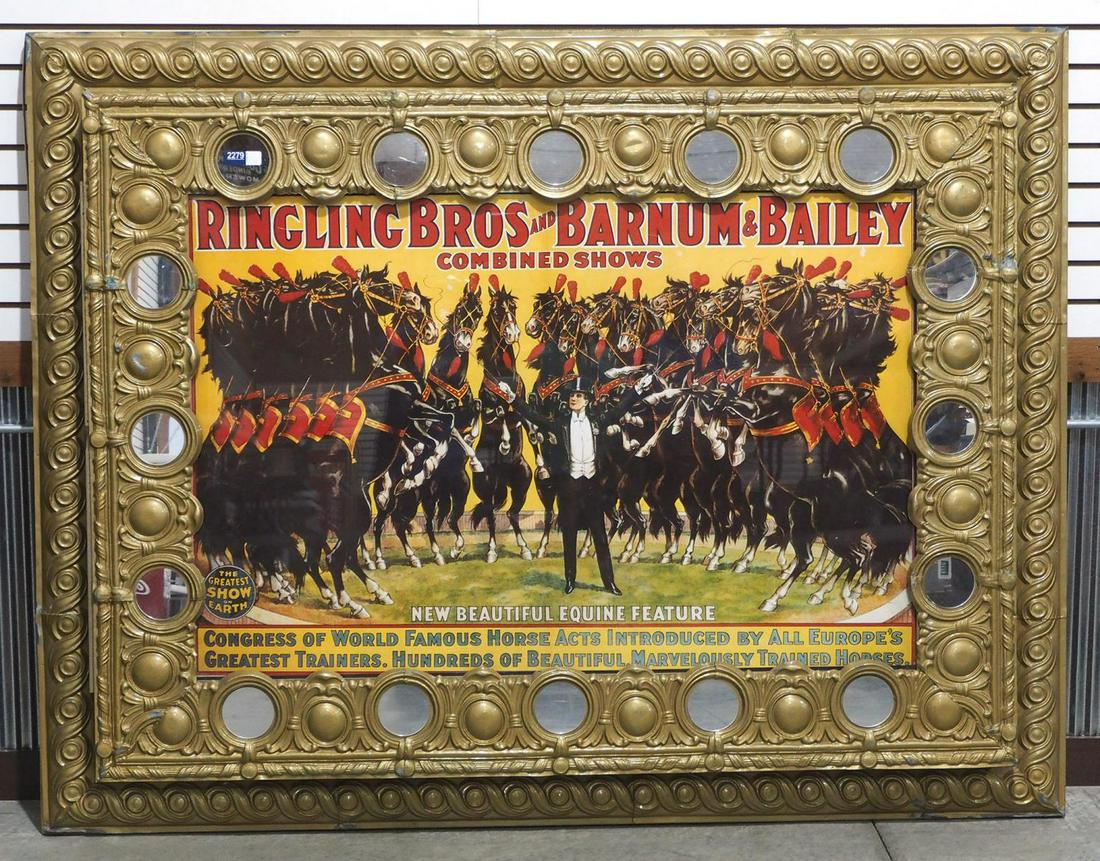 2279
RINGLING BROS AND BARNUM & BAILEY
COMBINED SHOWS
THE
GREATEST
SHOW
ON
EARTH
NEW BEAUTIFUL EQUINE FEATURE
CONGRESS OF WORLD FAMOUS HORSE ACTS INTRODUCED BY ALL EUROPE'S
GREATEST TRAINERS. HUNDREDS OF BEAUTIFUL, MARVELOUSLY TRAINED HORSES.